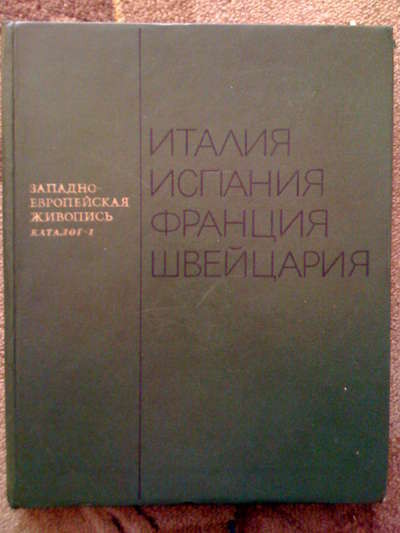 ЗАПАДНО-
ЕВРОПЕЙСКАЯ
ЖИВОПИСЬ
КАТАЛОГ-1
ИТАЛИЯ
ИСПАНИЯ
ФРАНЦИЯ
ШВЕЙЦАРИЯ